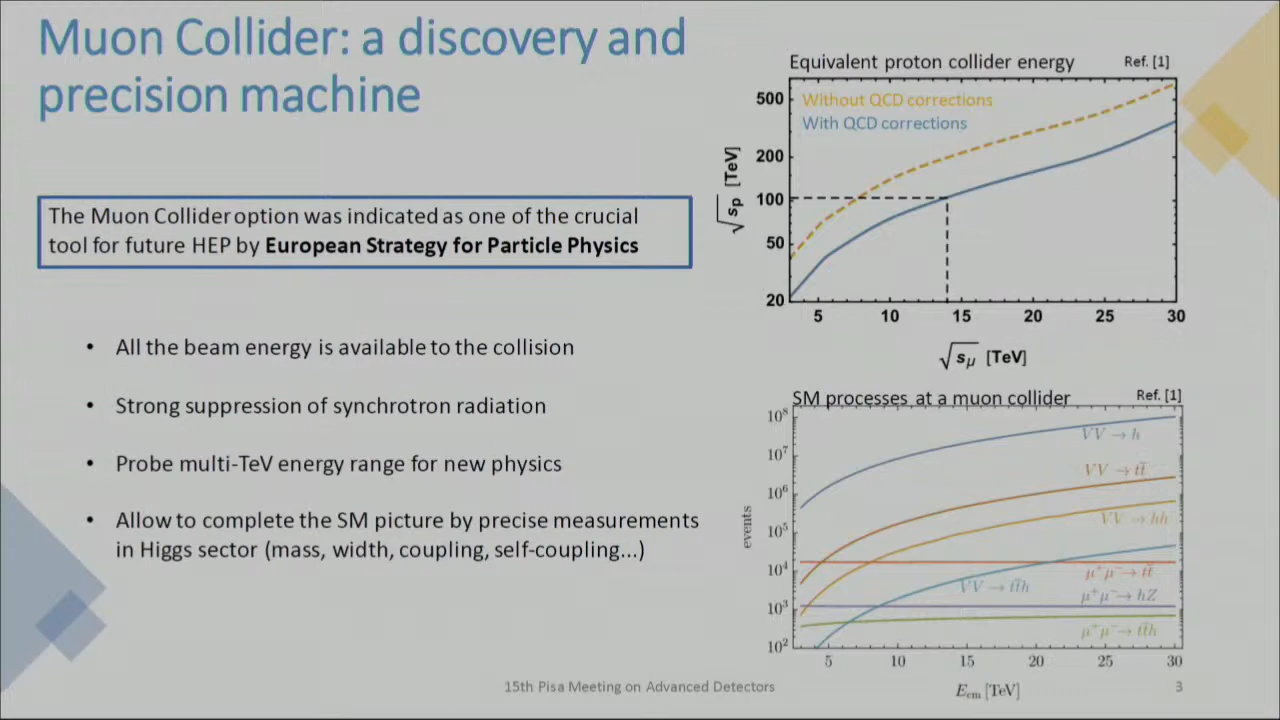 Muon Collider: a discovery and
precision machine
The Muon Collider option was indicated as one of the crucial
tool for future HEP by European Strategy for Particle Physics
• All the beam energy is available to the collision
• Strong suppression of synchrotron radiation
• Probe multi-TeV energy range for new physics
• Allow to complete the SM picture by precise measurements
in Higgs sector (mass, width, coupling, self-coupling...)
Equivalent proton collider energy Ref. [1]
Without QCD corrections
With QCD corrections
√sp [TeV]
500
200
100
50
20
5 10 15 20 25 30
√sμ [TeV]
SM processes at a muon collider Ref. [1]
events
10⁸
10⁷
10⁶
10⁵
10⁴
10³
10²
VV → h
VV → tt̄
VV → hh
μ⁺μ⁻→ tt̄
VV → tt̄h
μ⁺μ⁻→ hZ
μ⁺μ⁻→ tt̄h
5 10 15 20 25 30
Ecm [TeV]
15th Pisa Meeting on Advanced Detectors
3